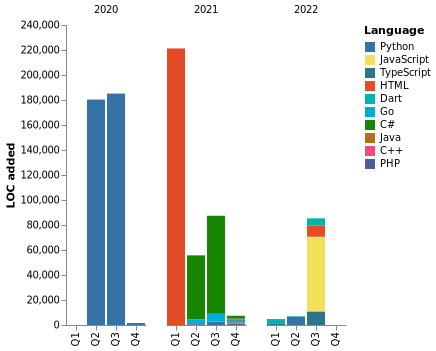 2020 2021 2022
Language
Python
JavaScript
TypeScript
HTML
Dart
Go
C#
Java
C++
PHP
LOC added
240,000
220,000
200,000
180,000
160,000
140,000
120,000
100,000
80,000
60,000
40,000
20,000
0
Q1 Q2 Q3 Q4 Q1 Q2 Q3 Q4 Q1 Q2 Q3 Q4